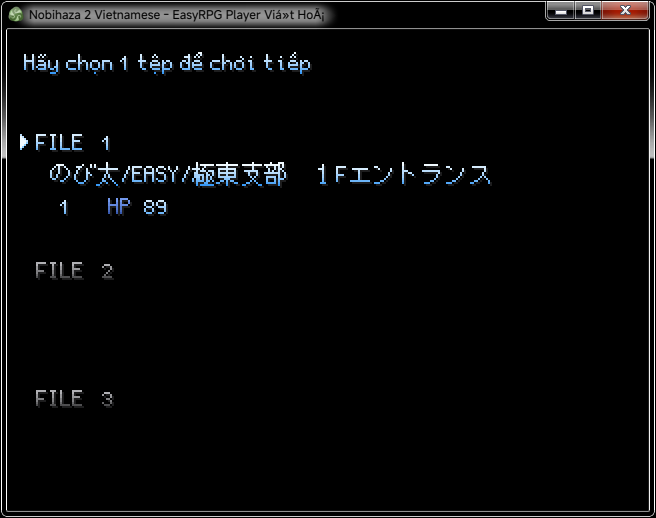 Nobihaza 2 Vietnamese - EasyRPG Player Viá»t HoÃ¡
Hãy chọn 1 tệp để chơi tiếp
FILE 1
のび太/EASY/極東支部 1Fエントランス
1 HP 89
FILE 2
FILE 3